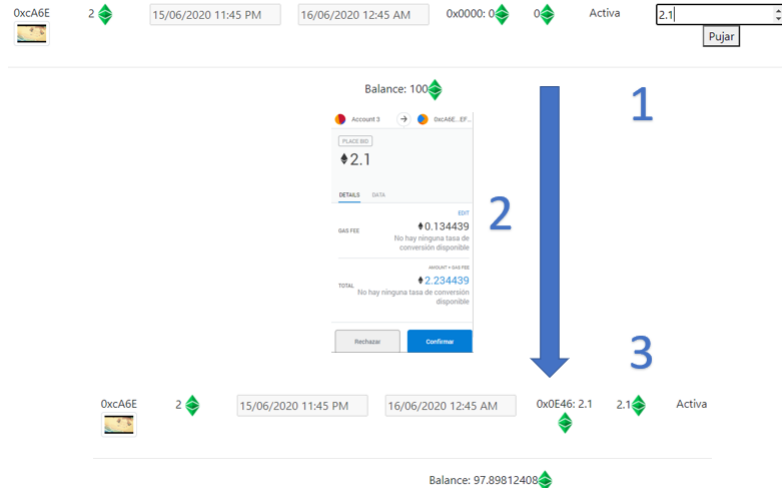 0xcA6E 2 15/06/2020 11:45 PM 16/06/2020 12:45 AM 0x0000: 0 0 Activa 2.1
Pujar
Balance: 100
1
Account 3 0xcA6E...EF...
PLACE BID
2.1
DETAILS DATA
2
EDIT
GAS FEE 0.134439
No hay ninguna tasa de
conversión disponible
AMOUNT + GAS FEE
TOTAL 2.234439
No hay ninguna tasa de conversión
disponible
Rechazar Confirmar
3
0xcA6E 2 15/06/2020 11:45 PM 16/06/2020 12:45 AM 0x0E46: 2.1 2.1 Activa
Balance: 97.89812408